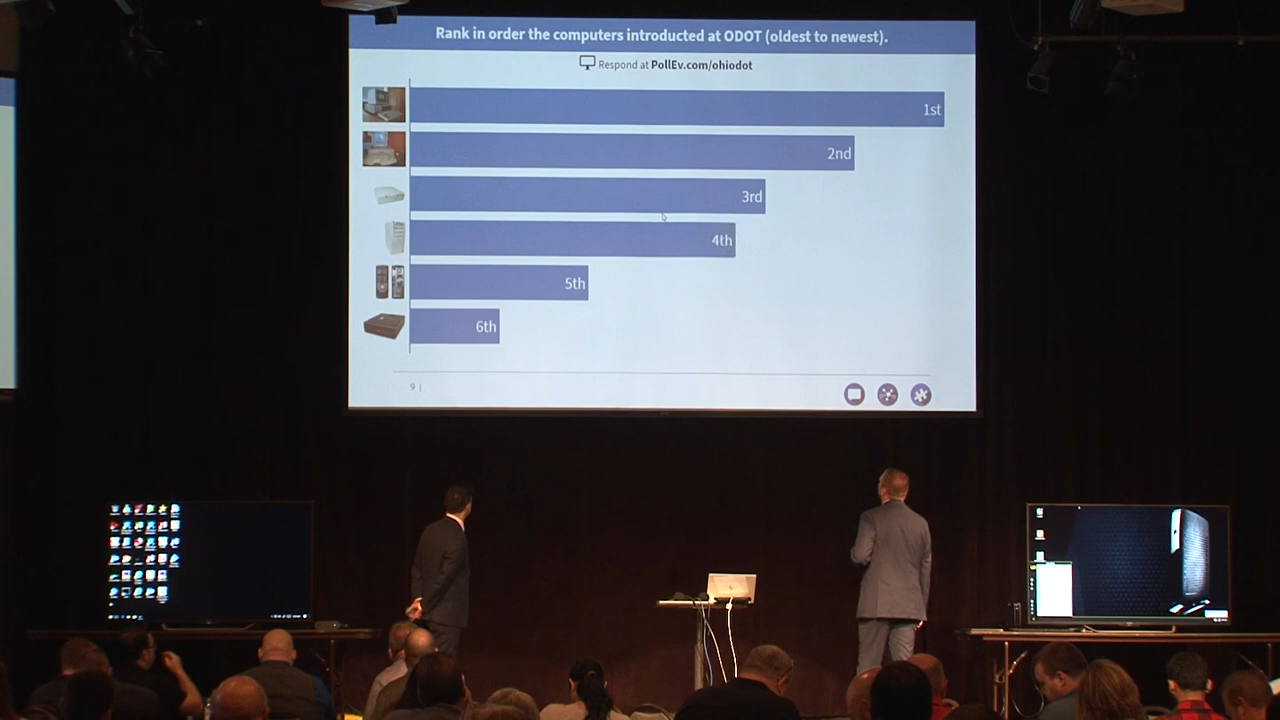 Rank in order the computers introducted at ODOT (oldest to newest).
Respond at PollEv.com/ohiodot
1st
2nd
3rd
4th
5th
6th
9 |